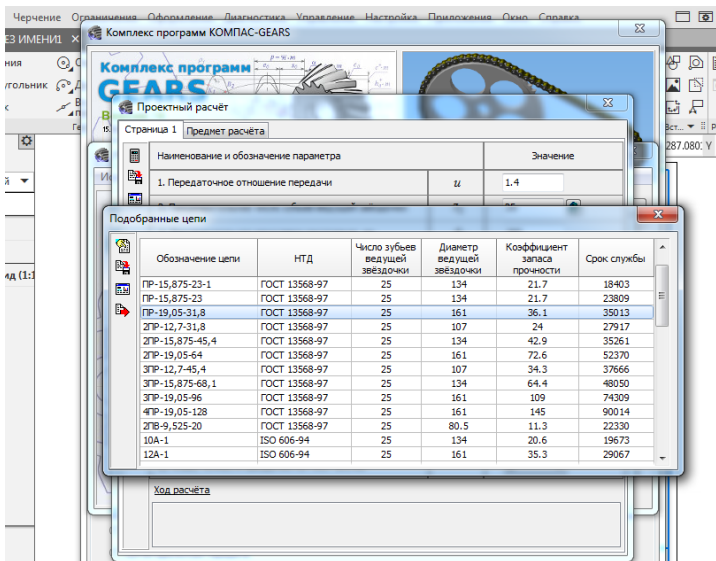 Черчение Ограничения Оформление Диагностика Управление Настройка Приложения Окно Справка
ЕЗ ИМЕНИ1 ×
Комплекс программ КОМПАС-GEARS
Комплекс программ
GEARS
Проектный расчёт
Страница 1 Предмет расчёта
Наименование и обозначение параметра Значение
1. Передаточное отношение передачи u 1.4
287.080: Y
Подобранные цепи
Обозначение цепи НТД Число зубьев ведущей звёздочки Диаметр ведущей звёздочки Коэффициент запаса прочности Срок службы
ПР-15,875-23-1 ГОСТ 13568-97 25 134 21.7 18403
ПР-15,875-23 ГОСТ 13568-97 25 134 21.7 23809
ПР-19,05-31,8 ГОСТ 13568-97 25 161 36.1 35013
2ПР-12,7-31,8 ГОСТ 13568-97 25 107 24 27917
2ПР-15,875-45,4 ГОСТ 13568-97 25 134 42.9 35261
2ПР-19,05-64 ГОСТ 13568-97 25 161 72.6 52370
3ПР-12,7-45,4 ГОСТ 13568-97 25 107 34.3 37666
3ПР-15,875-68,1 ГОСТ 13568-97 25 134 64.4 48050
3ПР-19,05-96 ГОСТ 13568-97 25 161 109 74309
4ПР-19,05-128 ГОСТ 13568-97 25 161 145 90014
2ПВ-9,525-20 ГОСТ 13568-97 25 80.5 11.3 22330
10A-1 ISO 606-94 25 134 20.6 19673
12A-1 ISO 606-94 25 161 35.3 29067
ид (1:1
Ход расчёта